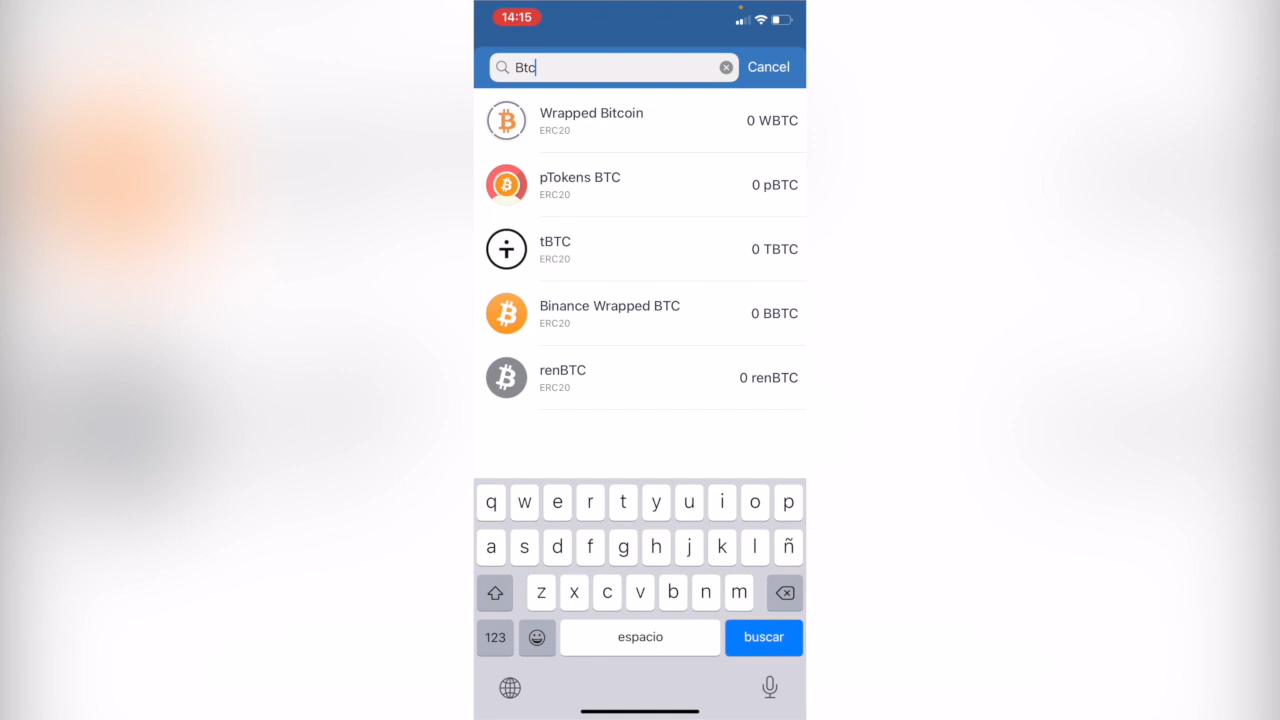 14:15
Btc
Cancel
Wrapped Bitcoin
ERC20
0 WBTC
pTokens BTC
ERC20
0 pBTC
tBTC
ERC20
0 TBTC
Binance Wrapped BTC
ERC20
0 BBTC
renBTC
ERC20
0 renBTC
q w e r t y u i o p
a s d f g h j k l ñ
z x c v b n m
123 espacio buscar